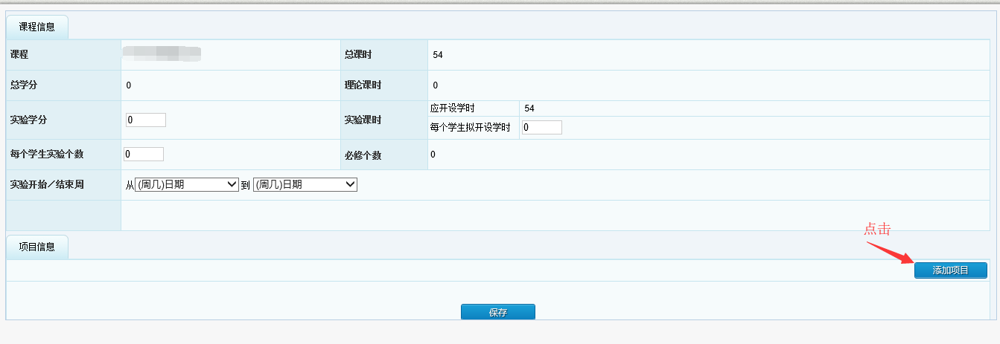 课程信息
课程 总课时 54
总学分 0 理论课时 0
实验学分 0 实验课时 应开设学时 54
每个学生拟开设学时 0
每个学生实验个数 0 必修个数 0
实验开始／结束周 从 (周几)日期 到 (周几)日期
点击
项目信息
添加项目
保存